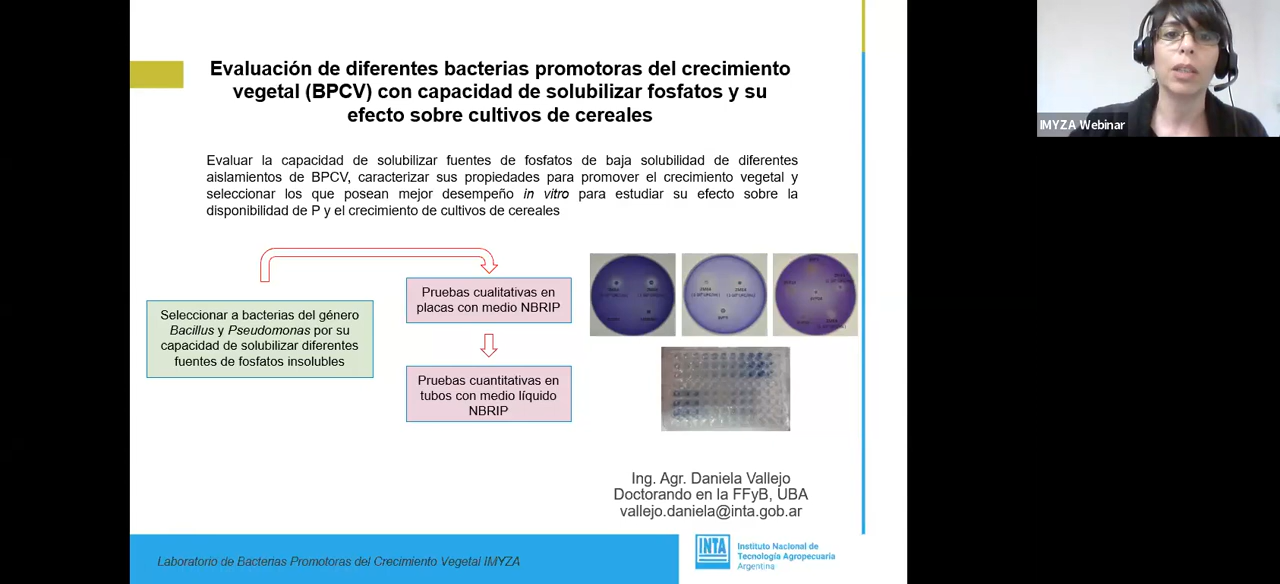 Evaluación de diferentes bacterias promotoras del crecimiento
vegetal (BPCV) con capacidad de solubilizar fosfatos y su
efecto sobre cultivos de cereales
Evaluar la capacidad de solubilizar fuentes de fosfatos de baja solubilidad de diferentes
aislamientos de BPCV, caracterizar sus propiedades para promover el crecimiento vegetal y
seleccionar los que posean mejor desempeño in vitro para estudiar su efecto sobre la
disponibilidad de P y el crecimiento de cultivos de cereales
Seleccionar a bacterias del género
Bacillus y Pseudomonas por su
capacidad de solubilizar diferentes
fuentes de fosfatos insolubles
Pruebas cualitativas en
placas con medio NBRIP
Pruebas cuantitativas en
tubos con medio líquido
NBRIP
Ing. Agr. Daniela Vallejo
Doctorando en la FFyB, UBA
vallejo.daniela@inta.gob.ar
Laboratorio de Bacterias Promotoras del Crecimiento Vegetal IMYZA
INTA
Instituto Nacional de
Tecnología Agropecuaria
Argentina
IMYZA Webinar